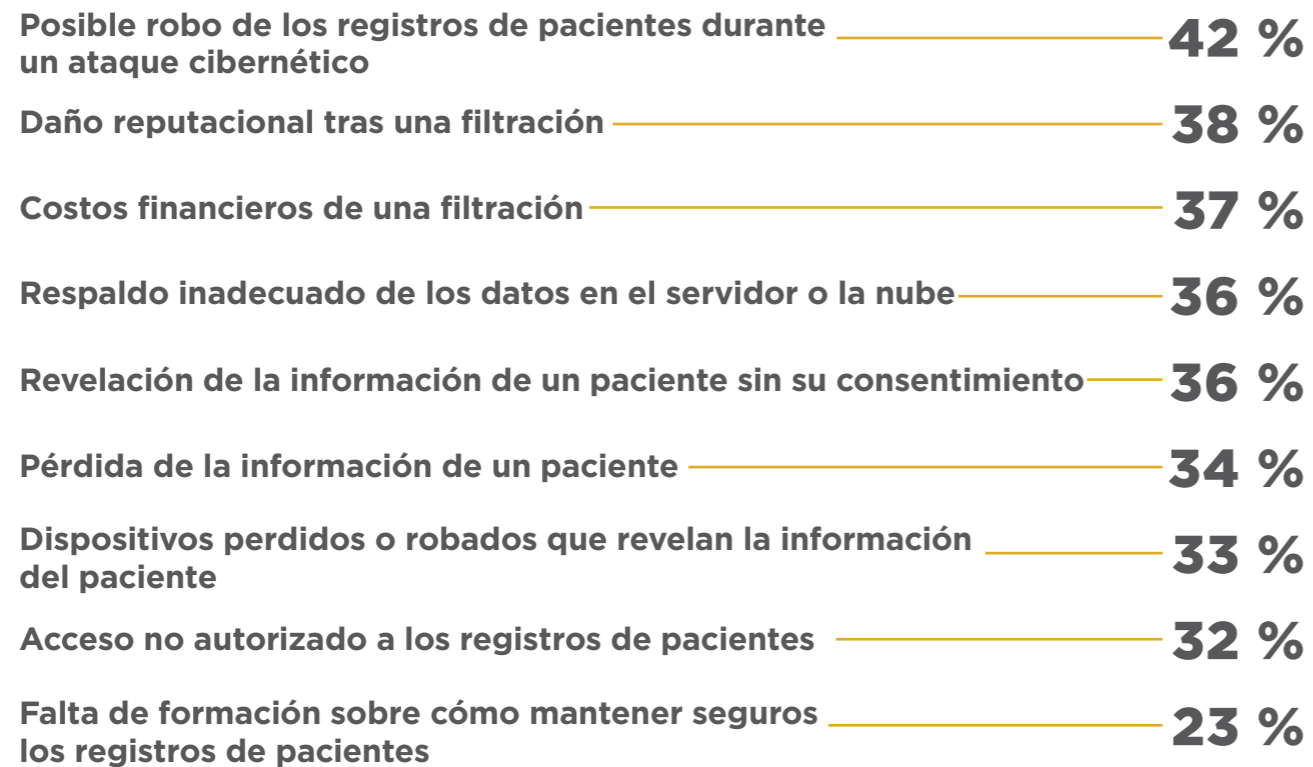 Posible robo de los registros de pacientes durante
un ataque cibernético
42 %
Daño reputacional tras una filtración
38 %
Costos financieros de una filtración
37 %
Respaldo inadecuado de los datos en el servidor o la nube
36 %
Revelación de la información de un paciente sin su consentimiento
36 %
Pérdida de la información de un paciente
34 %
Dispositivos perdidos o robados que revelan la información
del paciente
33 %
Acceso no autorizado a los registros de pacientes
32 %
Falta de formación sobre cómo mantener seguros
los registros de pacientes
23 %